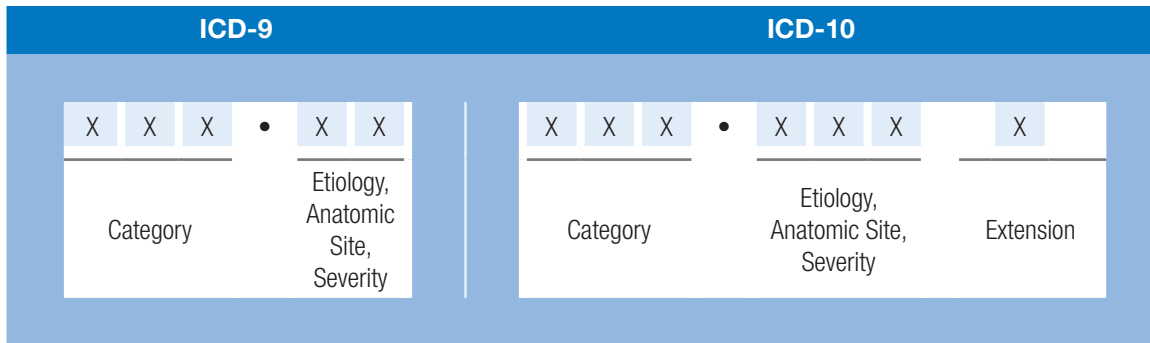 ICD-9 ICD-10
X X X • X X X X X • X X X X
Category Etiology, Anatomic Site, Severity Category Etiology, Anatomic Site, Severity Extension